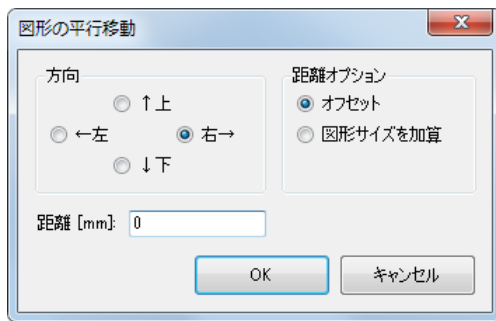 図形の平行移動
方向
↑上
←左
右→
↓下
距離オプション
オフセット
図形サイズを加算
距離 [mm]: 0
OK
キャンセル